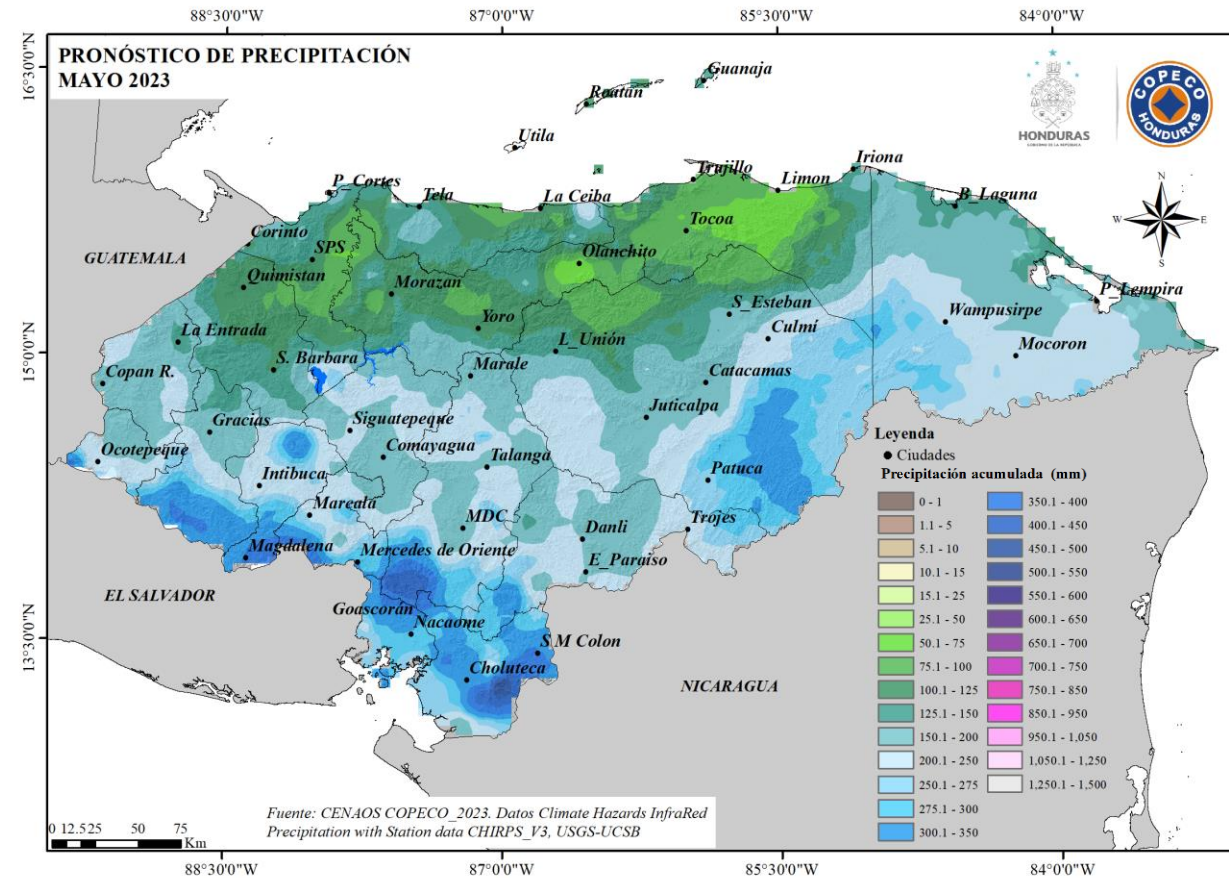 88°30'0"W 87°0'0"W 85°30'0"W 84°0'0"W
PRONÓSTICO DE PRECIPITACIÓN
MAYO 2023
16°30'0"N
15°0'0"N
13°30'0"N
HONDURAS
GOBIERNO DE LA REPÚBLICA
COPECO
HONDURAS
N
W E
S
Guanaja
Roatán
Utila
P_Cortes
Tela
La Ceiba
Trujillo
Limon
Iriona
B_Laguna
Corinto
SPS
Tocoa
GUATEMALA
Quimistan
Olanchito
Morazan
P_Lempira
Yoro
S_Esteban
Wampusirpe
La Entrada
L_Unión
Culmi
Mocoron
S. Barbara
Marale
Copan R.
Catacamas
Gracias
Siguatepeque
Juticalpa
Ocotepeque
Comayagua
Talanga
Intibuca
Patuca
Mareala
MDC
Danli
Trojes
Magdalena
Mercedes de Oriente
E_Paraiso
EL SALVADOR
Goascorán
Nacaome
S M Colon
Choluteca
NICARAGUA
Leyenda
Ciudades
Precipitación acumulada (mm)
0 - 1
1.1 - 5
5.1 - 10
10.1 - 15
15.1 - 25
25.1 - 50
50.1 - 75
75.1 - 100
100.1 - 125
125.1 - 150
150.1 - 200
200.1 - 250
250.1 - 275
275.1 - 300
300.1 - 350
350.1 - 400
400.1 - 450
450.1 - 500
500.1 - 550
550.1 - 600
600.1 - 650
650.1 - 700
700.1 - 750
750.1 - 850
850.1 - 950
950.1 - 1,050
1,050.1 - 1,250
1,250.1 - 1,500
Fuente: CENAOS COPECO_2023. Datos Climate Hazards InfraRed
Precipitation with Station data CHIRPS_V3, USGS-UCSB
0 12.5 25 50 75
Km
88°30'0"W 87°0'0"W 85°30'0"W 84°0'0"W